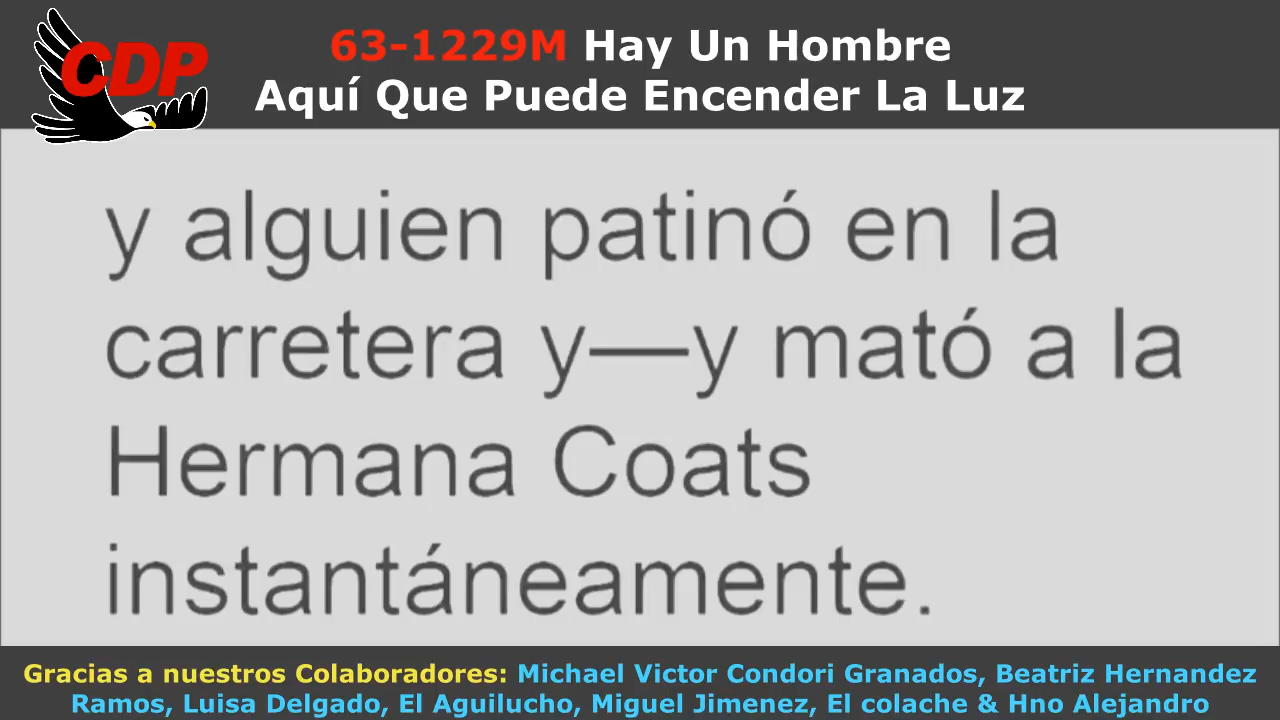 CDP
63-1229M Hay Un Hombre
Aquí Que Puede Encender La Luz
y alguien patinó en la
carretera y—y mató a la
Hermana Coats
instantáneamente.
Gracias a nuestros Colaboradores: Michael Victor Condori Granados, Beatriz Hernandez
Ramos, Luisa Delgado, El Aguilucho, Miguel Jimenez, El colache & Hno Alejandro